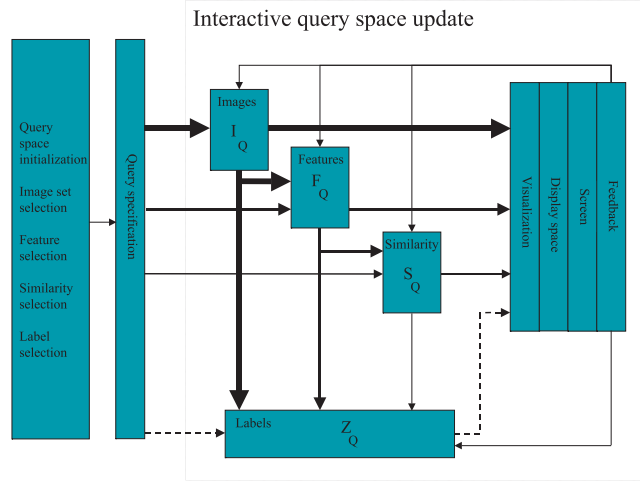 Interactive query space update
Query
space
initialization
Image set
selection
Feature
selection
Similarity
selection
Label
selection
Query specification
Images
I
Q
Features
F
Q
Similarity
S
Q
Labels
Z
Q
Visualization
Display space
Screen
Feedback